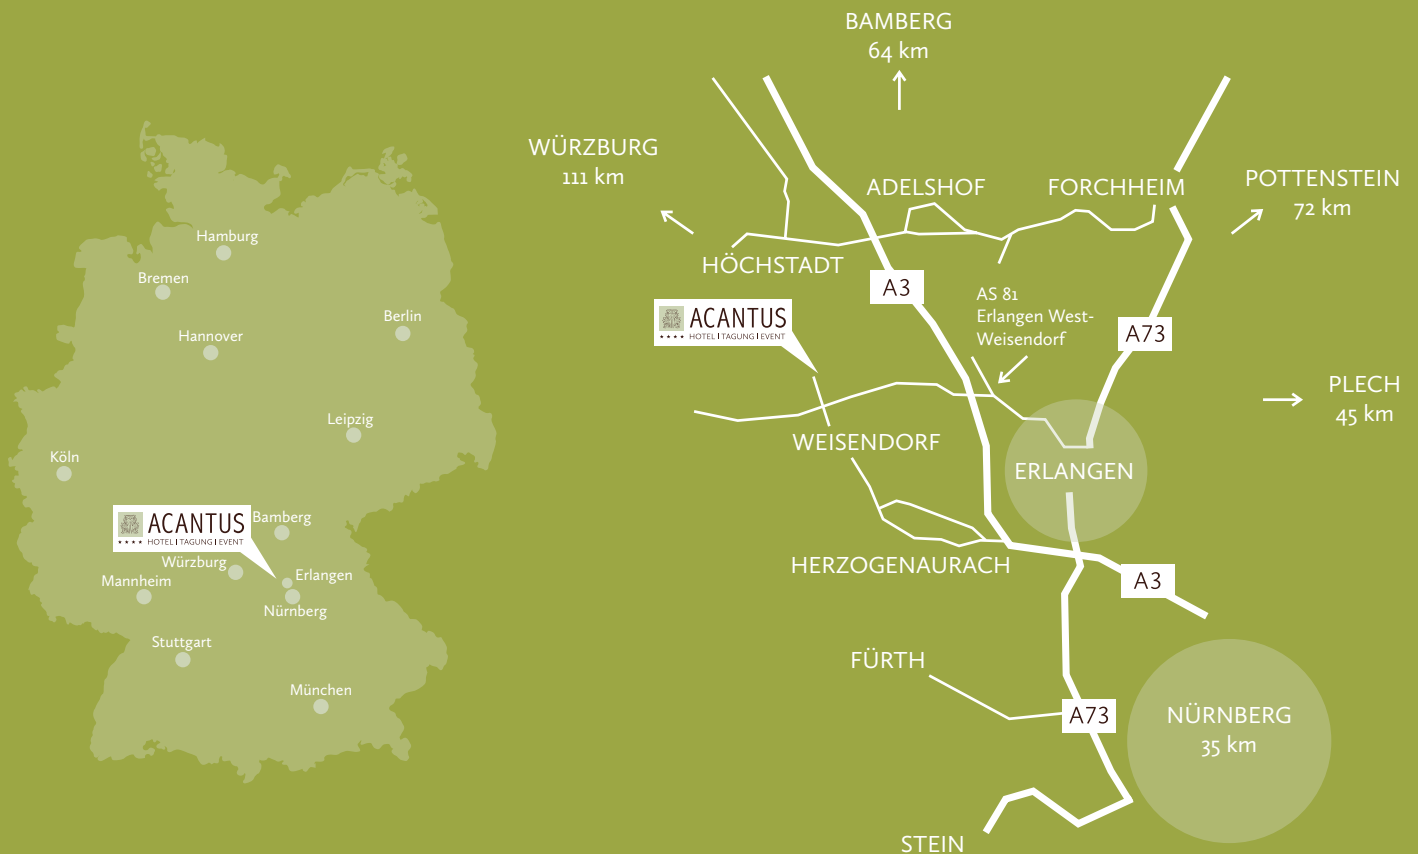 Hamburg
Bremen
Berlin
Hannover
Leipzig
Köln
ACANTUS
HOTEL | TAGUNG | EVENT
Bamberg
Würzburg
Erlangen
Mannheim
Nürnberg
Stuttgart
München
BAMBERG
64 km
WÜRZBURG
111 km
ADELSHOF
FORCHHEIM
POTTENSTEIN
72 km
HÖCHSTADT
A3
AS 81
Erlangen West-
Weisendorf
ACANTUS
HOTEL | TAGUNG | EVENT
A73
PLECH
45 km
WEISENDORF
ERLANGEN
HERZOGENAURACH
A3
FÜRTH
A73
NÜRNBERG
35 km
STEIN